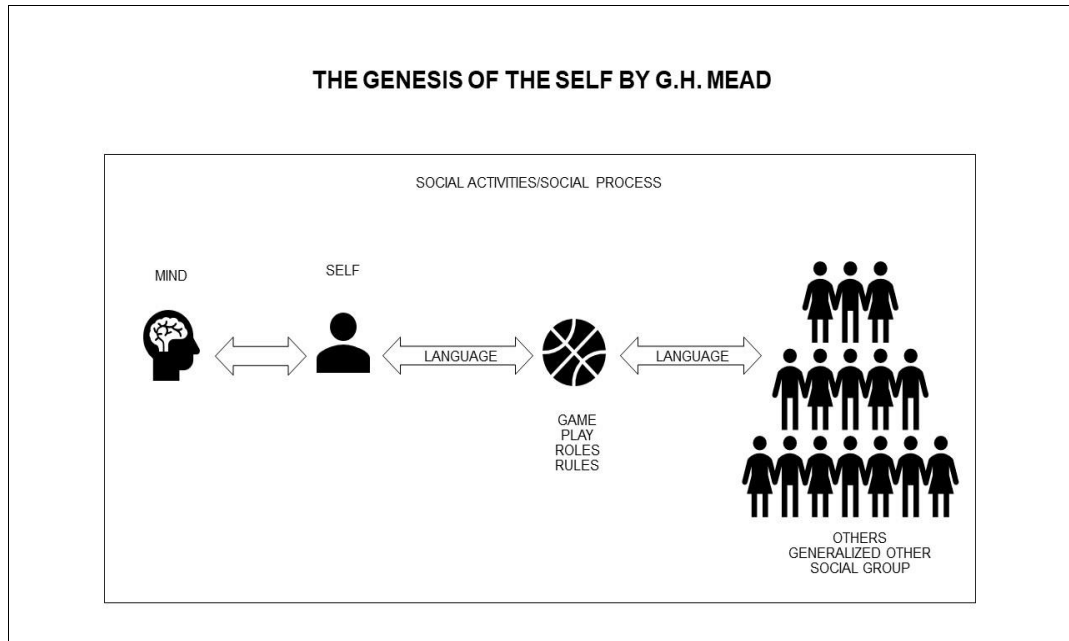 THE GENESIS OF THE SELF BY G.H. MEAD
SOCIAL ACTIVITIES/SOCIAL PROCESS
MIND
SELF
LANGUAGE
LANGUAGE
GAME
PLAY
ROLES
RULES
OTHERS
GENERALIZED OTHER
SOCIAL GROUP